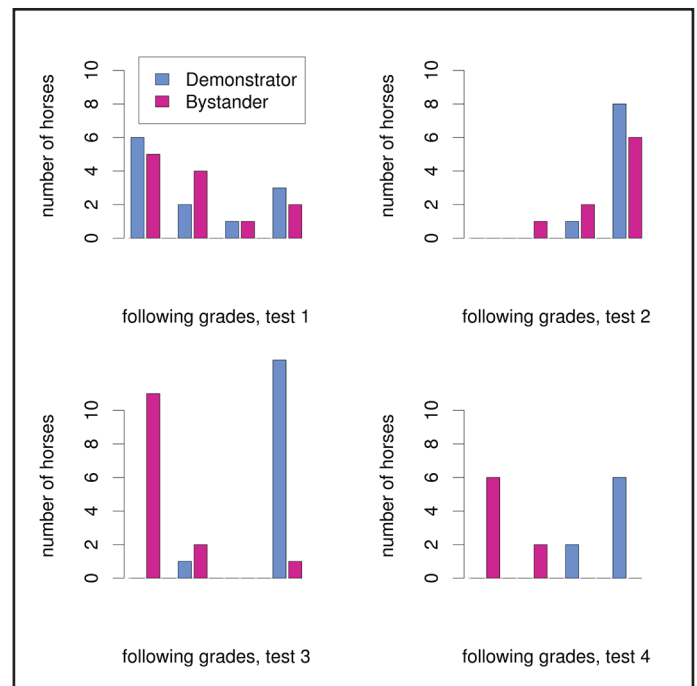 number of horses
10
8
6
4
2
0
Demonstrator
Bystander
following grades, test 1
number of horses
10
8
6
4
2
0
following grades, test 2
number of horses
10
8
6
4
2
0
following grades, test 3
number of horses
10
8
6
4
2
0
following grades, test 4